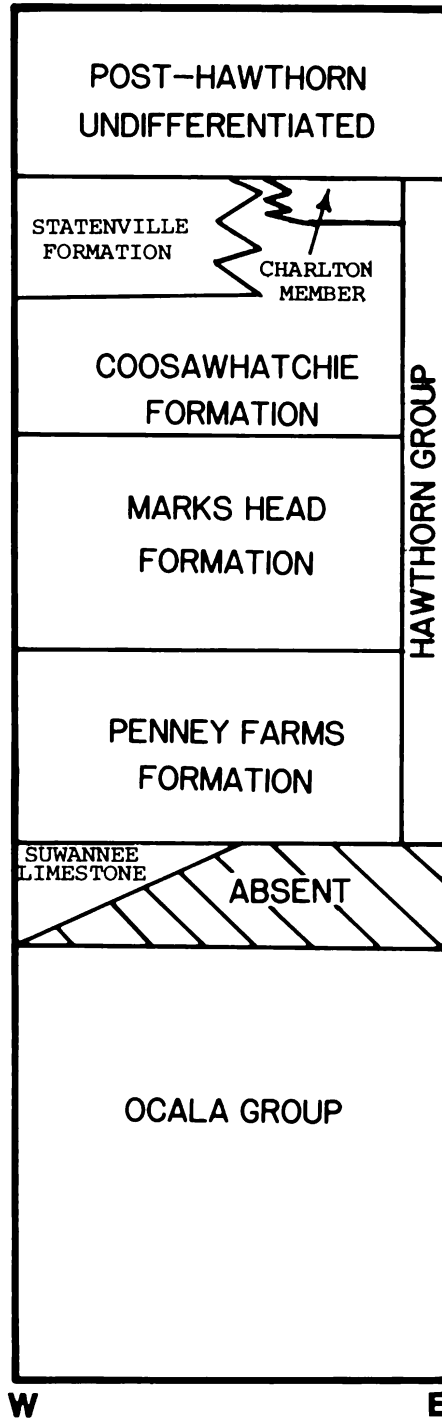 POST-HAWTHORN
UNDIFFERENTIATED
STATENVILLE
FORMATION
CHARLTON
MEMBER
COOSAWHATCHIE
FORMATION
MARKS HEAD
FORMATION
HAWTHORN GROUP
PENNEY FARMS
FORMATION
SUWANNEE
LIMESTONE
ABSENT
OCALA GROUP
W
E